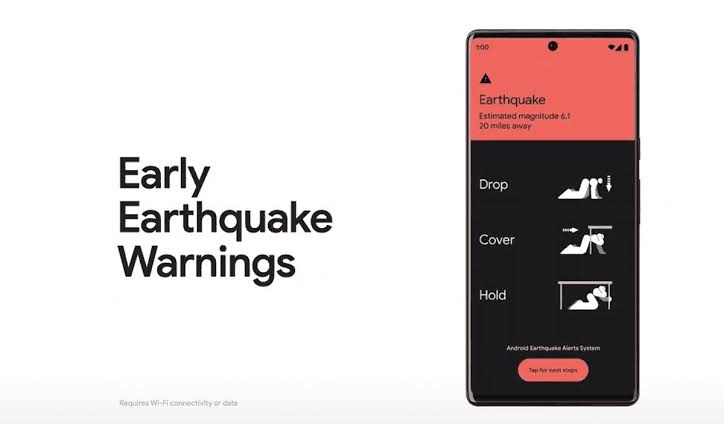 Early
Earthquake
Warnings
Requires Wi-Fi connectivity or data
1:00
Earthquake
Estimated magnitude 6.1
20 miles away
Drop
Cover
Hold
Android Earthquake Alerts System
Tap for next steps